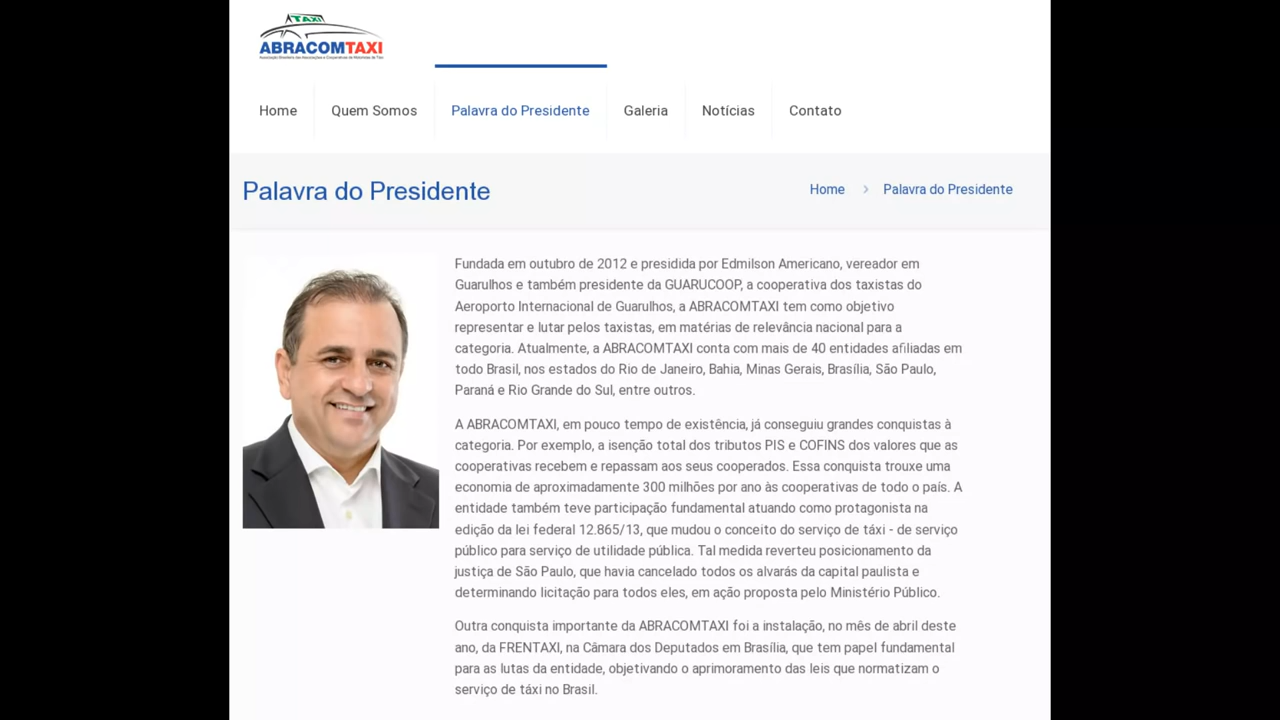 TAXI
ABRACOMTAXI
Associação Brasileira das Associações e Cooperativas de Motoristas de Táxi
Home
Quem Somos
Palavra do Presidente
Galeria
Notícias
Contato
Palavra do Presidente
Home > Palavra do Presidente
Fundada em outubro de 2012 e presidida por Edmilson Americano, vereador em
Guarulhos e também presidente da GUARUCOOP, a cooperativa dos taxistas do
Aeroporto Internacional de Guarulhos, a ABRACOMTAXI tem como objetivo
representar e lutar pelos taxistas, em matérias de relevância nacional para a
categoria. Atualmente, a ABRACOMTAXI conta com mais de 40 entidades afiliadas em
todo Brasil, nos estados do Rio de Janeiro, Bahia, Minas Gerais, Brasília, São Paulo,
Paraná e Rio Grande do Sul, entre outros.
A ABRACOMTAXI, em pouco tempo de existência, já conseguiu grandes conquistas à
categoria. Por exemplo, a isenção total dos tributos PIS e COFINS dos valores que as
cooperativas recebem e repassam aos seus cooperados. Essa conquista trouxe uma
economia de aproximadamente 300 milhões por ano às cooperativas de todo o país. A
entidade também teve participação fundamental atuando como protagonista na
edição da lei federal 12.865/13, que mudou o conceito do serviço de táxi - de serviço
público para serviço de utilidade pública. Tal medida reverteu posicionamento da
justiça de São Paulo, que havia cancelado todos os alvarás da capital paulista e
determinando licitação para todos eles, em ação proposta pelo Ministério Público.
Outra conquista importante da ABRACOMTAXI foi a instalação, no mês de abril deste
ano, da FRENTAXI, na Câmara dos Deputados em Brasília, que tem papel fundamental
para as lutas da entidade, objetivando o aprimoramento das leis que normatizam o
serviço de táxi no Brasil.